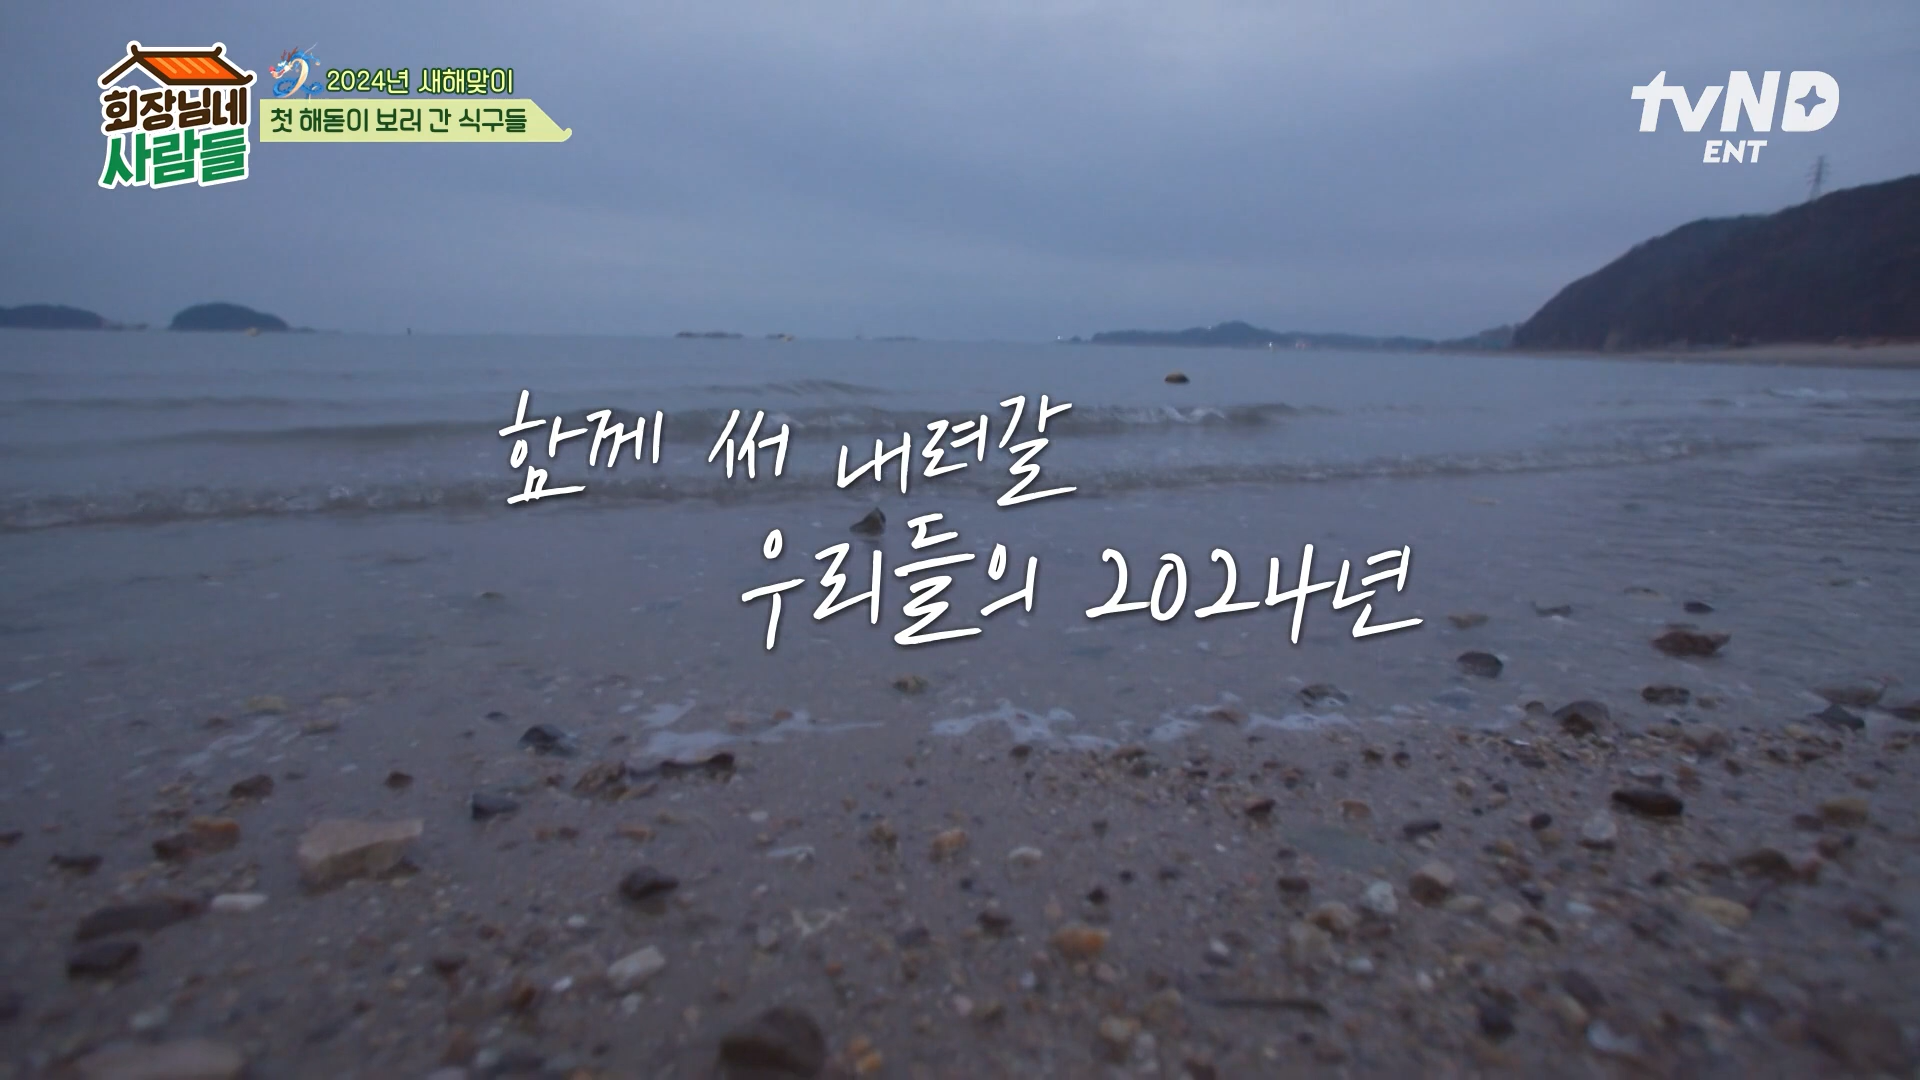 회장님네
사람들
2024년 새해맞이
첫 해돋이 보러 간 식구들
tvND
ENT
함께 써 내려갈
우리들의 2024년